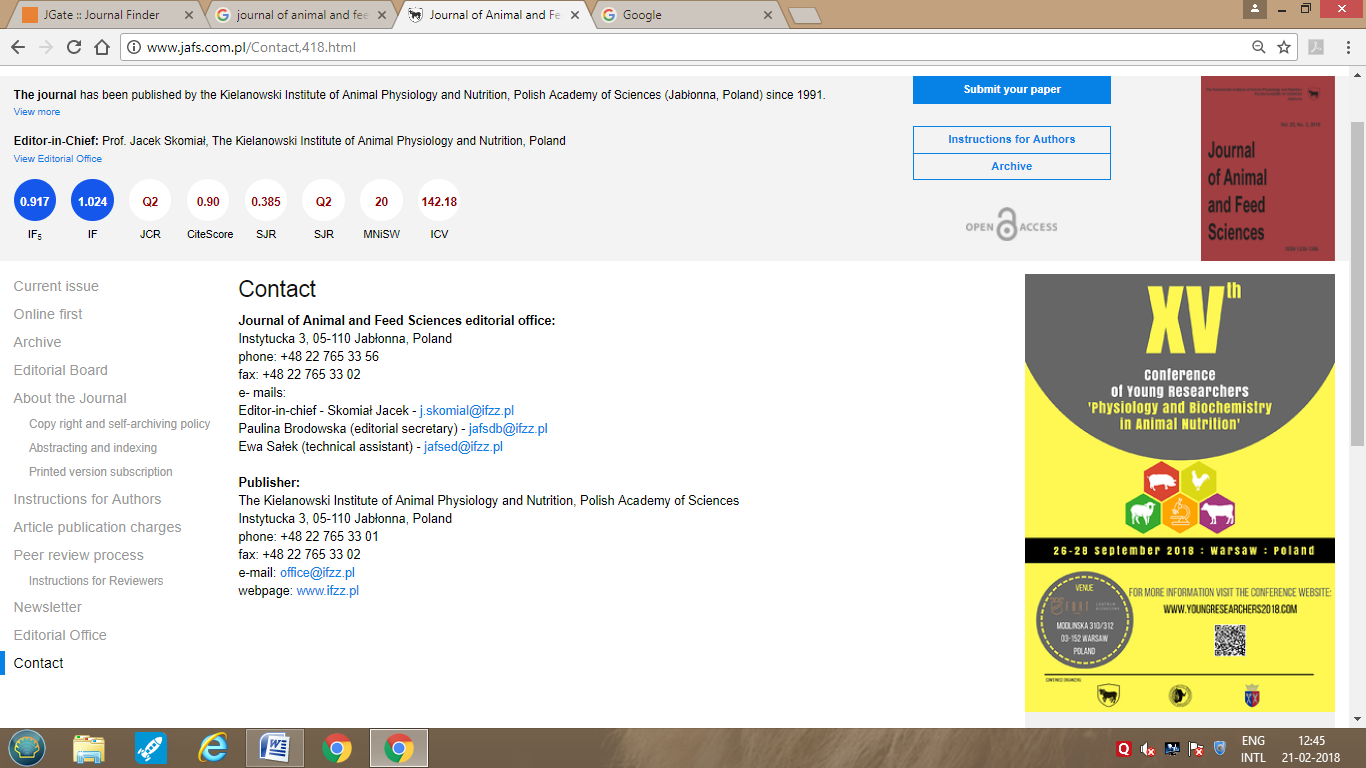 JGate :: Journal Finder
journal of animal and fee
Journal of Animal and Fe
Google
www.jafs.com.pl/Contact,418.html
The journal has been published by the Kielanowski Institute of Animal Physiology and Nutrition, Polish Academy of Sciences (Jabłonna, Poland) since 1991.
View more
Editor-in-Chief: Prof. Jacek Skomiał, The Kielanowski Institute of Animal Physiology and Nutrition, Poland
View Editorial Office
0.917 1.024 Q2 0.90 0.385 Q2 20 142.18
IF5 IF JCR CiteScore SJR SJR MNiSW ICV
Submit your paper
Instructions for Authors
Archive
OPEN ACCESS
Journal
of Animal
and Feed
Sciences
Current issue
Online first
Archive
Editorial Board
About the Journal
Copy right and self-archiving policy
Abstracting and indexing
Printed version subscription
Instructions for Authors
Article publication charges
Peer review process
Instructions for Reviewers
Newsletter
Editorial Office
Contact
Contact
Journal of Animal and Feed Sciences editorial office:
Instytucka 3, 05-110 Jabłonna, Poland
phone: +48 22 765 33 56
fax: +48 22 765 33 02
e- mails:
Editor-in-chief - Skomiał Jacek - j.skomial@ifzz.pl
Paulina Brodowska (editorial secretary) - jafsdb@ifzz.pl
Ewa Sałek (technical assistant) - jafsed@ifzz.pl
Publisher:
The Kielanowski Institute of Animal Physiology and Nutrition, Polish Academy of Sciences
Instytucka 3, 05-110 Jabłonna, Poland
phone: +48 22 765 33 01
fax: +48 22 765 33 02
e-mail: office@ifzz.pl
webpage: www.ifzz.pl
XVth
Conference
of Young Researchers
'Physiology and Biochemistry
in Animal Nutrition'
26-28 September 2018 : Warsaw : Poland
VENUE
FORT
MODLINSKA 310/312
03-152 WARSAW
POLAND
FOR MORE INFORMATION VISIT THE CONFERENCE WEBSITE:
WWW.YOUNGRESEARCHERS2018.COM
ENG
INTL
12:45
21-02-2018